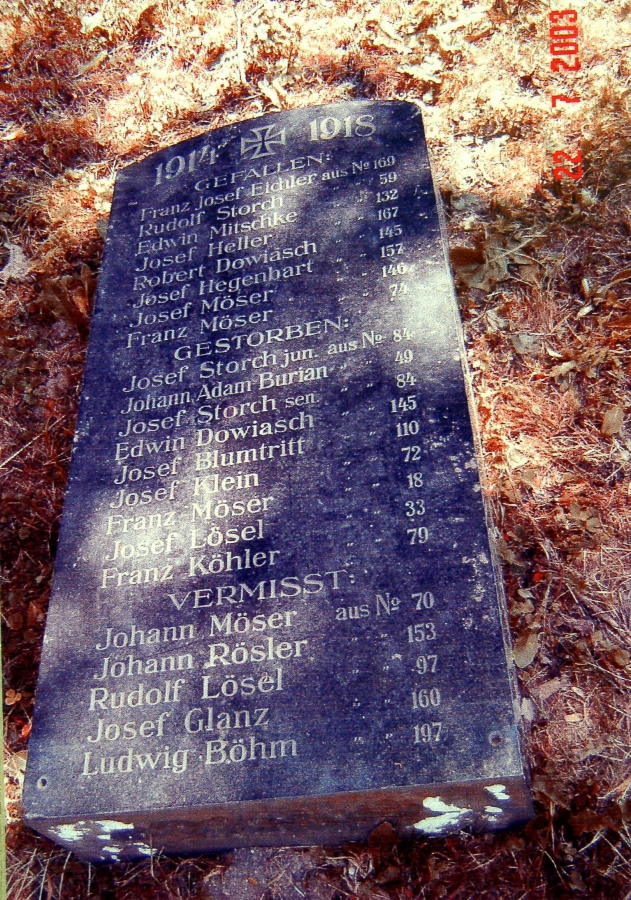 1914 1918
GEFALLEN:
Franz Josef Eichler aus No 169
Rudolf Storch " " 59
Edwin Mitschke " " 132
Josef Heller " " 167
Robert Dowiasch " " 145
Josef Hegenbart " " 157
Josef Möser " " 146
Franz Möser " " 74
GESTORBEN:
Josef Storch jun. aus No 84
Johann Adam Burian " " 49
Josef Storch sen " " 84
Edwin Dowiasch " " 145
Josef Blumtritt " " 110
Josef Klein " " 72
Franz Möser " " 18
Josef Lösel " " 33
Franz Köhler " " 79
VERMISST:
Johann Möser aus No 70
Johann Rösler " " 153
Rudolf Lösel " " 97
Josef Glanz " " 160
Ludwig Böhm " " 197
22 7 2003